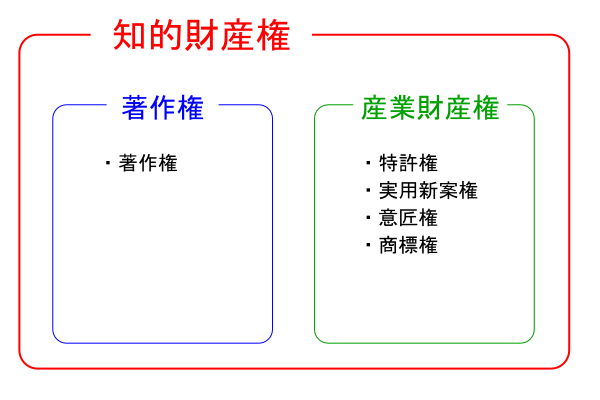 知的財産権
著作権
・著作権
産業財産権
・特許権
・実用新案権
・意匠権
・商標権